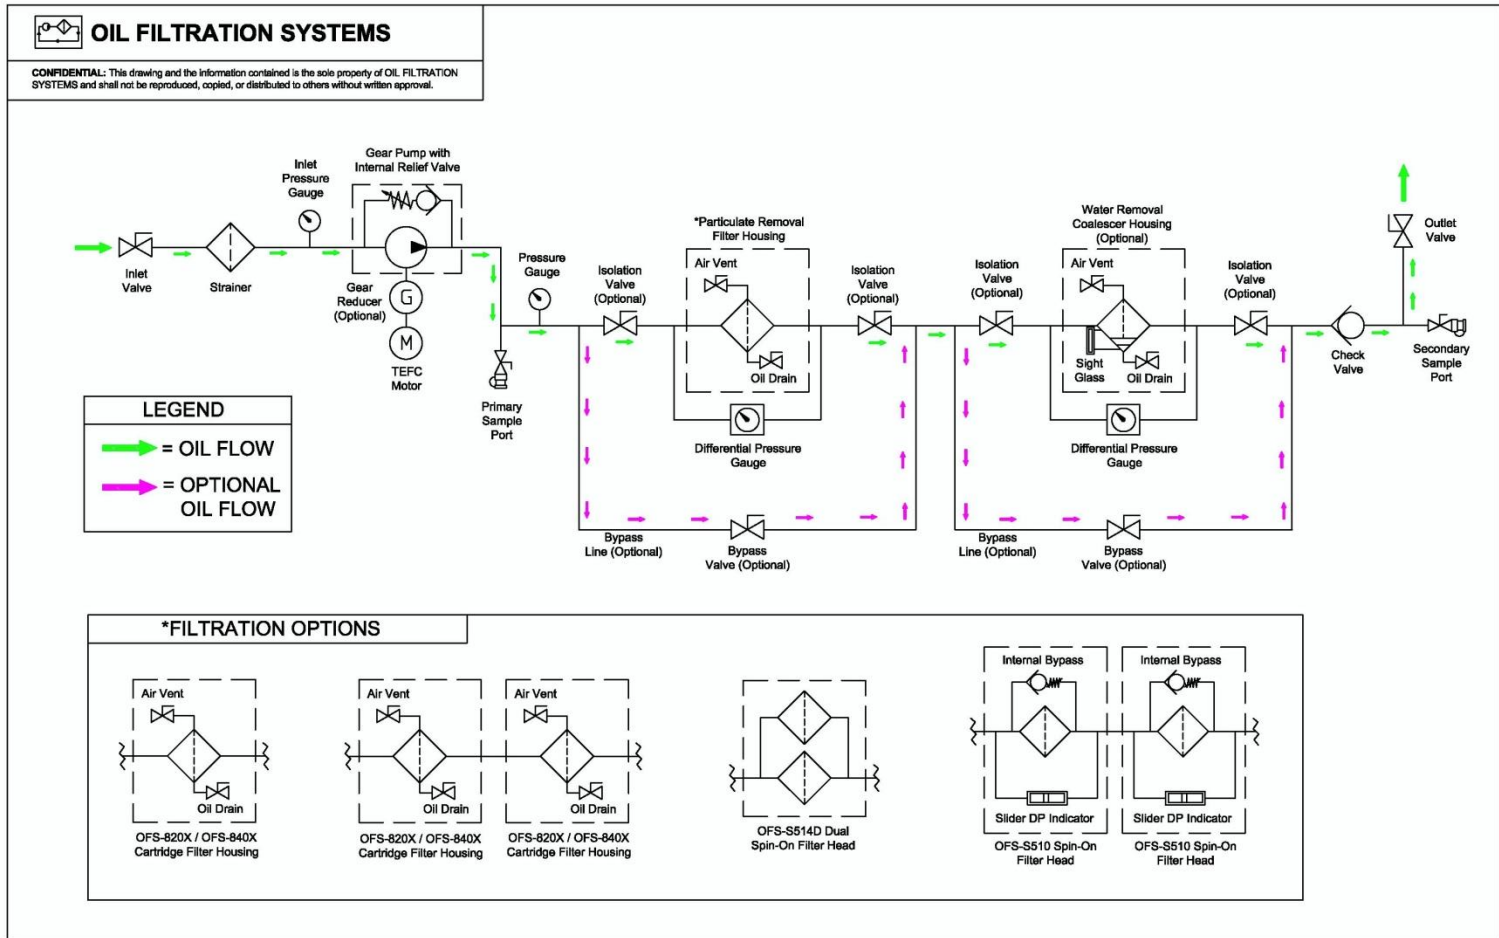 OIL FILTRATION SYSTEMS
CONFIDENTIAL: This drawing and the information contained is the sole property of OIL FILTRATION
SYSTEMS and shall not be reproduced, copied, or distributed to others without written approval.
Inlet
Pressure
Gauge
Gear Pump with
Internal Relief Valve
Inlet
Valve
Strainer
Gear
Reducer
(Optional)
G
M
TEFC
Motor
Pressure
Gauge
Primary
Sample
Port
Isolation
Valve
(Optional)
*Particulate Removal
Filter Housing
Air Vent
Oil Drain
Differential Pressure
Gauge
Isolation
Valve
(Optional)
Bypass
Line (Optional)
Bypass
Valve (Optional)
Isolation
Valve
(Optional)
Water Removal
Coalescer Housing
(Optional)
Air Vent
Sight
Glass
Oil Drain
Differential Pressure
Gauge
Isolation
Valve
(Optional)
Bypass
Line (Optional)
Bypass
Valve (Optional)
Check
Valve
Outlet
Valve
Secondary
Sample
Port
LEGEND
= OIL FLOW
= OPTIONAL
OIL FLOW
*FILTRATION OPTIONS
Air Vent
Oil Drain
OFS-820X / OFS-840X
Cartridge Filter Housing
Air Vent
Oil Drain
OFS-820X / OFS-840X
Cartridge Filter Housing
Air Vent
Oil Drain
OFS-820X / OFS-840X
Cartridge Filter Housing
OFS-S514D Dual
Spin-On Filter Head
Internal Bypass
Slider DP Indicator
OFS-S510 Spin-On
Filter Head
Internal Bypass
Slider DP Indicator
OFS-S510 Spin-On
Filter Head